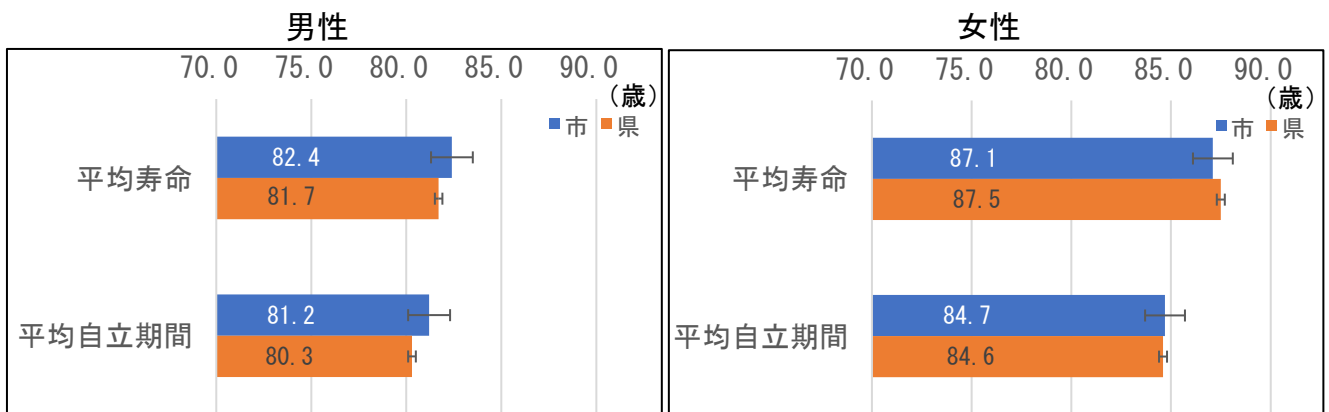 男性
70.0 75.0 80.0 85.0 90.0
(歳)
市 県
平均寿命
82.4
81.7
平均自立期間
81.2
80.3
女性
70.0 75.0 80.0 85.0 90.0
(歳)
市 県
平均寿命
87.1
87.5
平均自立期間
84.7
84.6